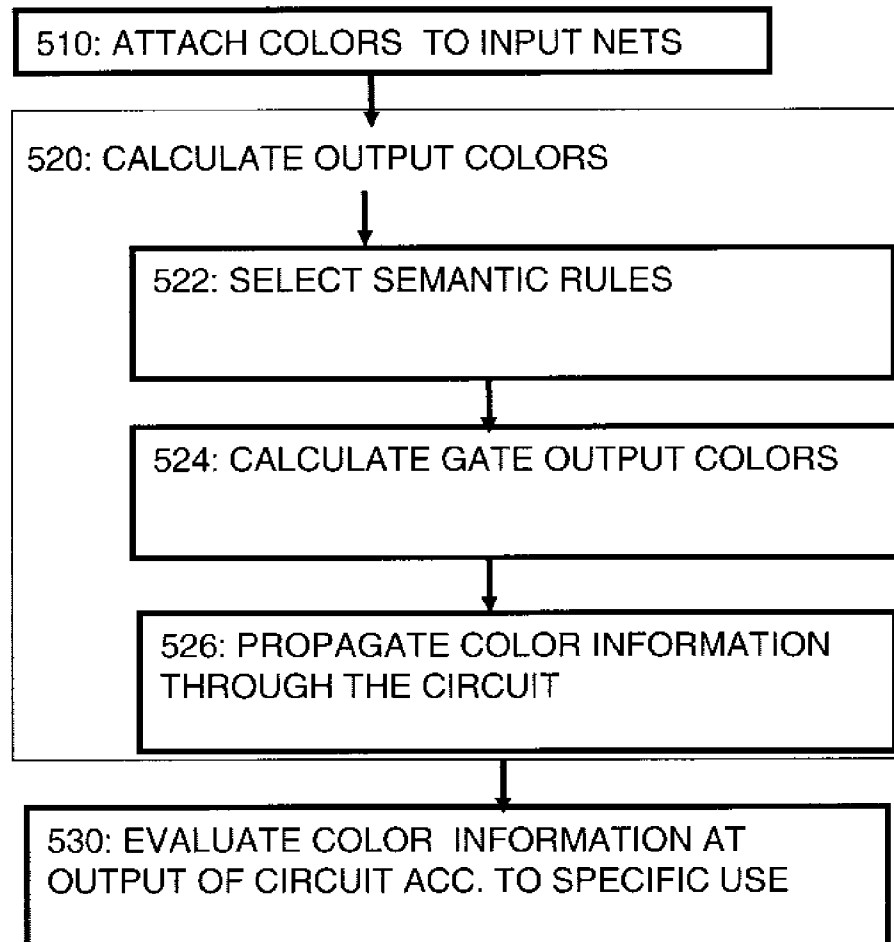 510: ATTACH COLORS TO INPUT NETS
520: CALCULATE OUTPUT COLORS
522: SELECT SEMANTIC RULES
524: CALCULATE GATE OUTPUT COLORS
526: PROPAGATE COLOR INFORMATION
THROUGH THE CIRCUIT
530: EVALUATE COLOR INFORMATION AT
OUTPUT OF CIRCUIT ACC. TO SPECIFIC USE